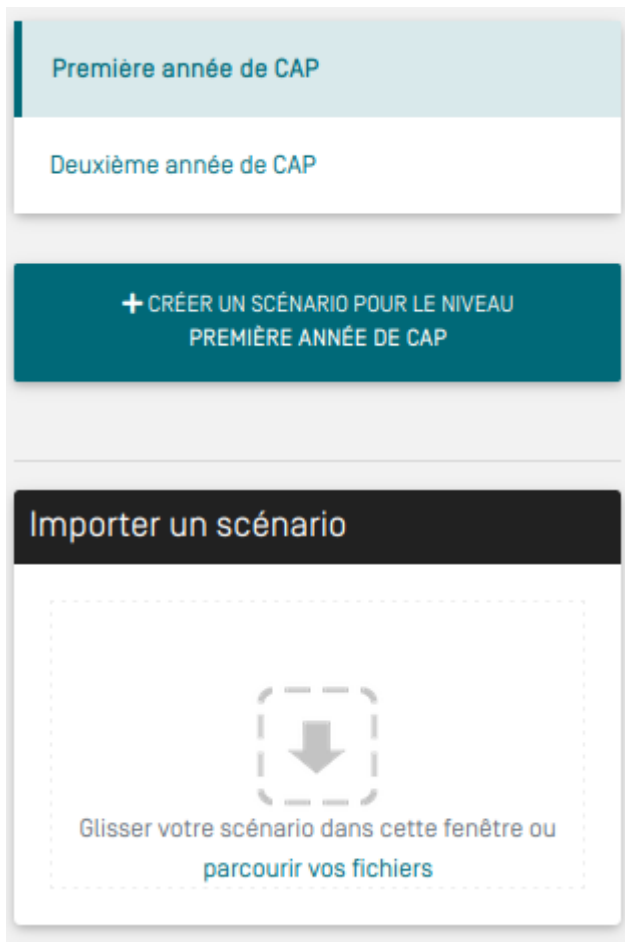 Première année de CAP
Deuxième année de CAP
+ CRÉER UN SCÉNARIO POUR LE NIVEAU
PREMIÈRE ANNÉE DE CAP
Importer un scénario
Glisser votre scénario dans cette fenêtre ou
parcourir vos fichiers